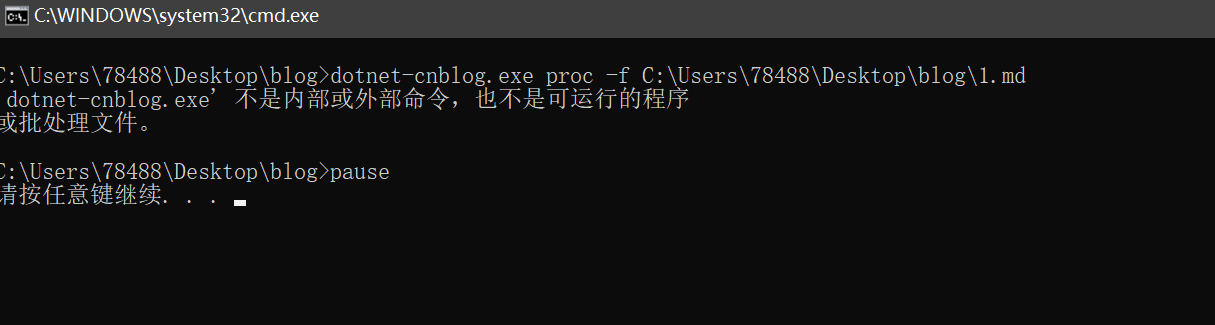 C:\WINDOWS\system32\cmd.exe
C:\Users\78488\Desktop\blog>dotnet-cnblog.exe proc -f C:\Users\78488\Desktop\blog\1.md
dotnet-cnblog.exe' 不是内部或外部命令，也不是可运行的程序
或批处理文件。
C:\Users\78488\Desktop\blog>pause
请按任意键继续. . .